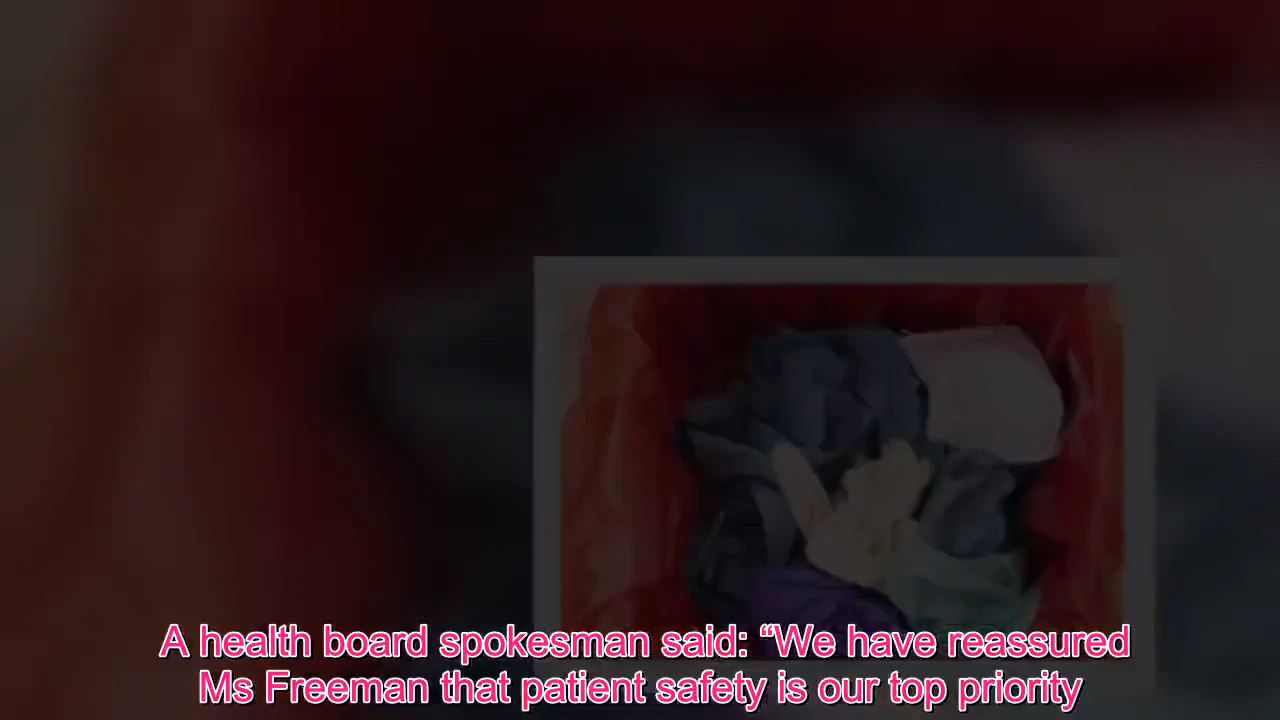 A health board spokesman said: “We have reassured
Ms Freeman that patient safety is our top priority